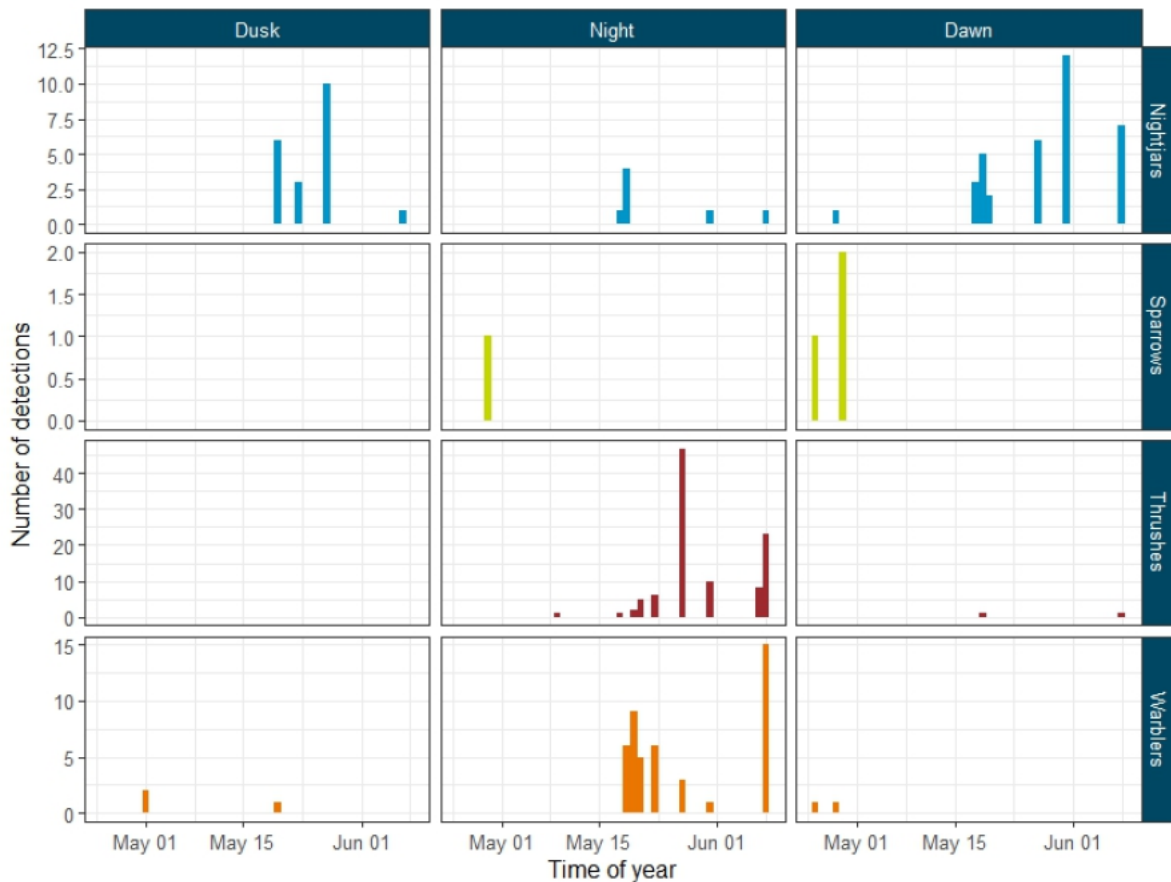 Dusk Night Dawn
12.5
10.0
7.5
5.0
2.5
0.0
Nightjars
2.0
1.5
1.0
0.5
0.0
Sparrows
40
30
20
10
0
Thrushes
15
10
5
0
Warblers
Number of detections
May 01 May 15 Jun 01 May 01 May 15 Jun 01 May 01 May 15 Jun 01
Time of year